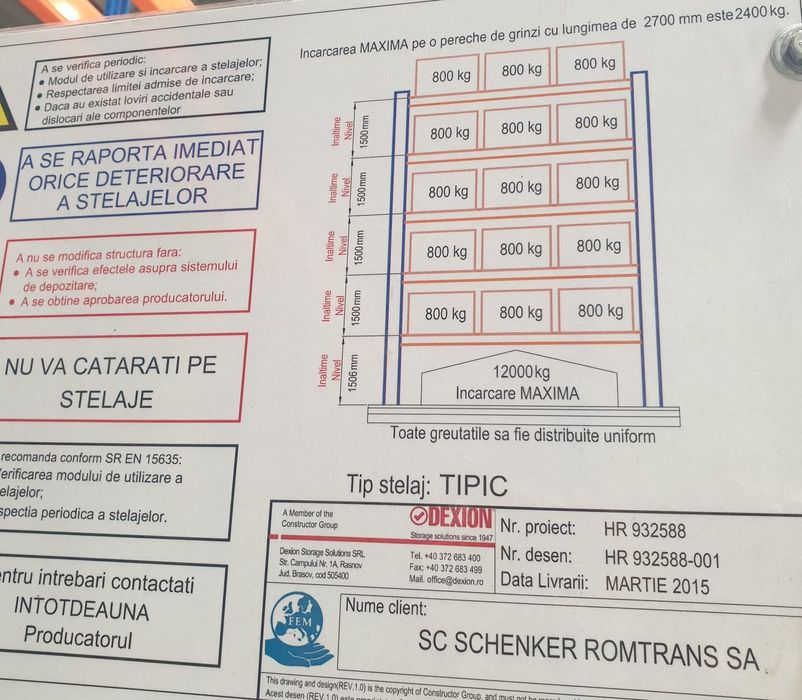 Incarcarea MAXIMA pe o pereche de grinzi cu lungimea de 2700 mm este 2400 kg.
A se verifica periodic:
• Modul de utilizare si incarcare a stelajelor;
• Respectarea limitei admise de incarcare;
• Daca au existat loviri accidentale sau
dislocari ale componentelor
A SE RAPORTA IMEDIAT
ORICE DETERIORARE
A STELAJELOR
A nu se modifica structura fara:
• A se verifica efectele asupra sistemului
de depozitare;
• A se obtine aprobarea producatorului.
NU VA CATARATI PE
STELAJE
recomanda conform SR EN 15635:
erificarea modului de utilizare a
elajelor;
spectia periodica a stelajelor.
entru intrebari contactati
INTOTDEAUNA
Producatorul
800 kg 800 kg 800 kg
Inaltime Nivel 1500mm
800 kg 800 kg 800 kg
Inaltime Nivel 1500mm
800 kg 800 kg 800 kg
Inaltime Nivel 1500mm
800 kg 800 kg 800 kg
Inaltime Nivel 1500mm
800 kg 800 kg 800 kg
Inaltime Nivel 1506 mm
12000kg
Incarcare MAXIMA
Toate greutatile sa fie distribuite uniform
Tip stelaj: TIPIC
A Member of the
Constructor Group
DEXION
Storage solutions since 1947
Dexion Storage Solutions SRL
Str. Campului Nr. 1A, Rasnov
Jud. Brasov, cod 505400
Tel. +40 372 683 400
Fax: +40 372 683 499
Mail. office@dexion.ro
Nr. proiect: HR 932588
Nr. desen: HR 932588-001
Data Livrarii: MARTIE 2015
FEM
Nume client:
SC SCHENKER ROMTRANS SA
This drawing and design(REV.1.0) is the copyright of Constructor Group, and must not be
Acest desen (REV.1.0) este